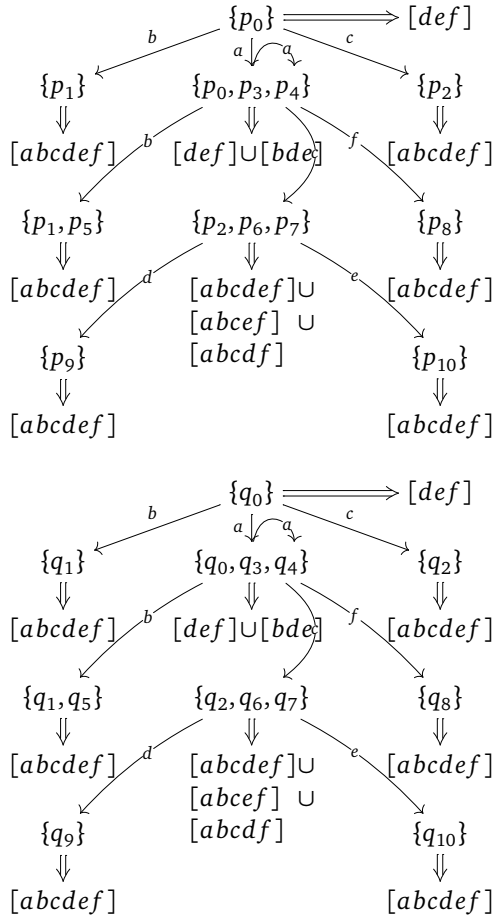 {p₀} [def]
b a a c
{p₁} {p₀, p₃, p₄} {p₂}
[abcdef] b [def]∪[bdec] f [abcdef]
{p₁, p₅} {p₂, p₆, p₇} {p₈}
[abcdef] d [abcdef]∪ e [abcdef]
[abcef] ∪
{p₉} [abcdf] {p₁₀}
[abcdef] [abcdef]
{q₀} [def]
b a a c
{q₁} {q₀, q₃, q₄} {q₂}
[abcdef] b [def]∪[bdec] f [abcdef]
{q₁, q₅} {q₂, q₆, q₇} {q₈}
[abcdef] d [abcdef]∪ e [abcdef]
[abcef] ∪
{q₉} [abcdf] {q₁₀}
[abcdef] [abcdef]